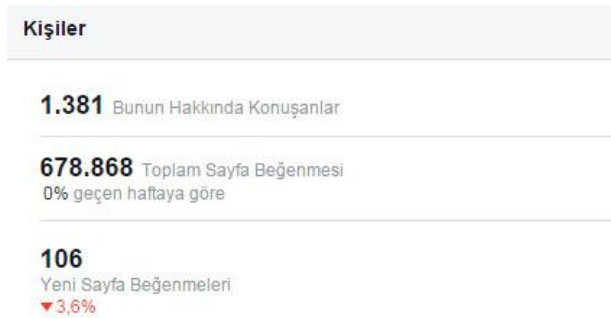 Kişiler
1.381 Bunun Hakkında Konuşanlar
678.868 Toplam Sayfa Beğenmesi
0% geçen haftaya göre
106
Yeni Sayfa Beğenmeleri
▼3,6%